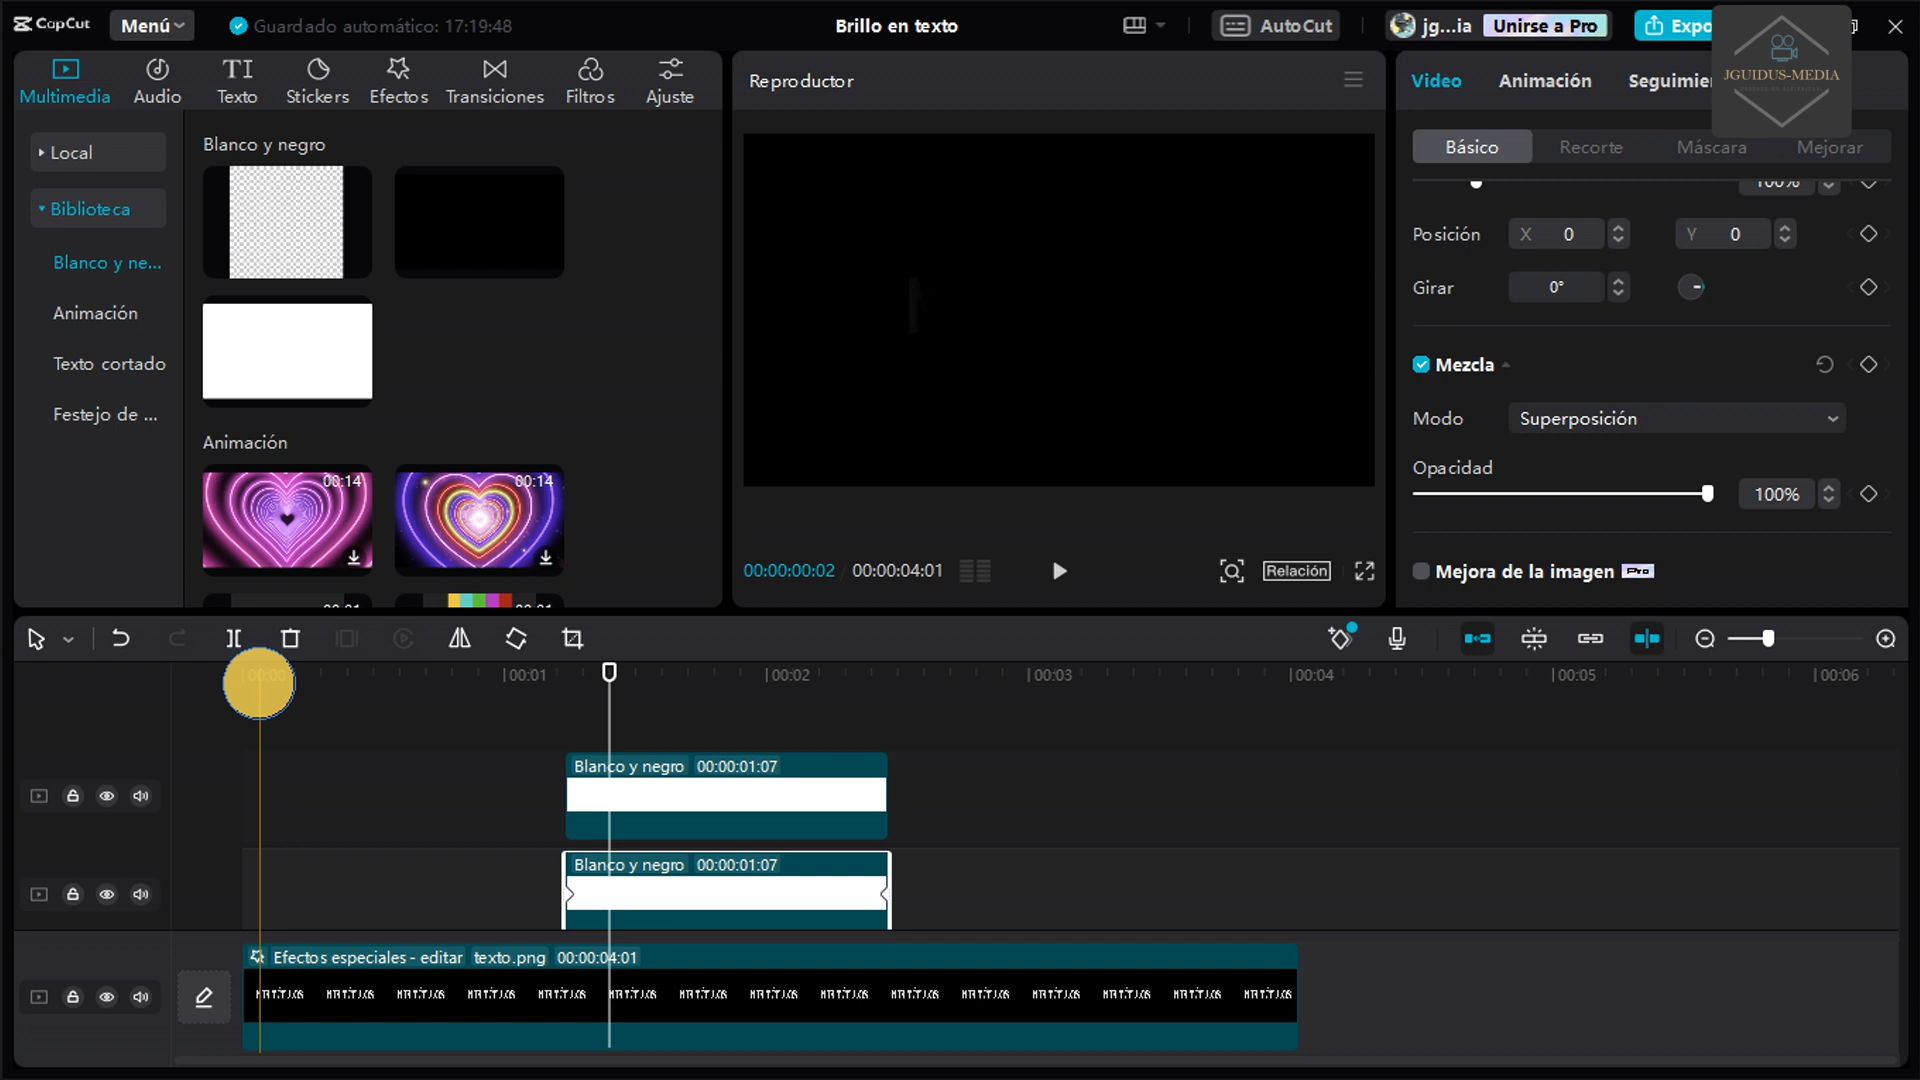 CapCut
Menú
Guardado automático: 17:19:48
Brillo en texto
AutoCut
jg...ia
Unirse a Pro
Expo
JGUIDUS-MEDIA
Multimedia
Audio
Texto
Stickers
Efectos
Transiciones
Filtros
Ajuste
Reproductor
Video
Animación
Seguimie
Local
Biblioteca
Blanco y ne...
Animación
Texto cortado
Festejo de ...
Blanco y negro
Animación
00:14
00:14
Básico
Recorte
Máscara
Mejorar
100%
Posición
X 0
Y 0
Girar
0°
Mezcla
Modo
Superposición
Opacidad
100%
Mejora de la imagen Pro
00:00:00:02 / 00:00:04:01
Relación
00:00
00:01
00:02
00:03
00:04
00:05
00:06
Blanco y negro 00:00:01:07
Blanco y negro 00:00:01:07
Efectos especiales - editar texto.png 00:00:04:01